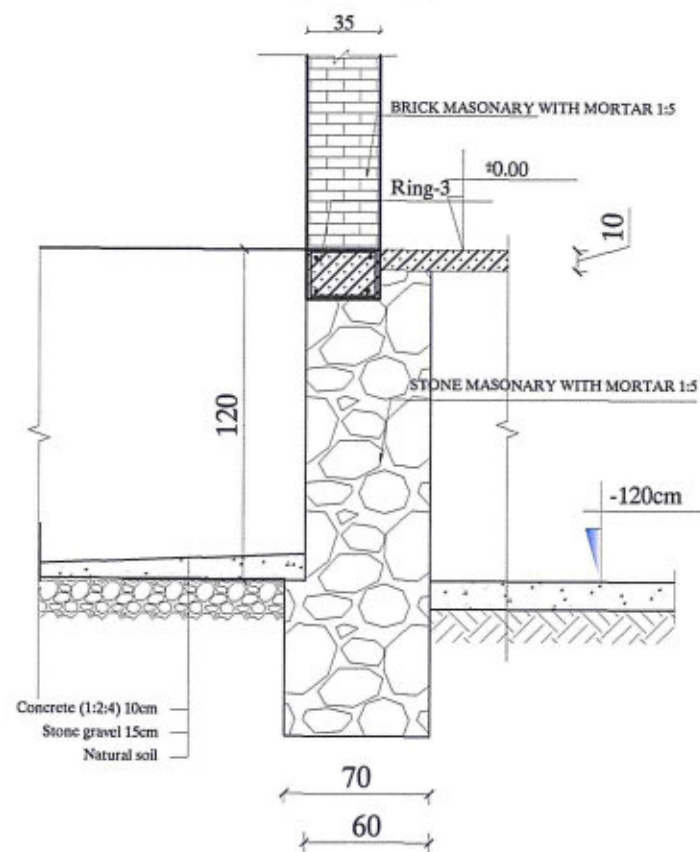 35
BRICK MASONARY WITH MORTAR 1:5
±0.00
Ring-3
10
120
STONE MASONARY WITH MORTAR 1:5
-120cm
Concrete (1:2:4) 10cm
Stone gravel 15cm
Natural soil
70
60